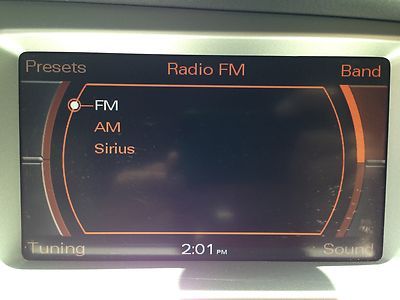 Presets Radio FM Band
FM
AM
Sirius
Tuning 2:01 PM Sound